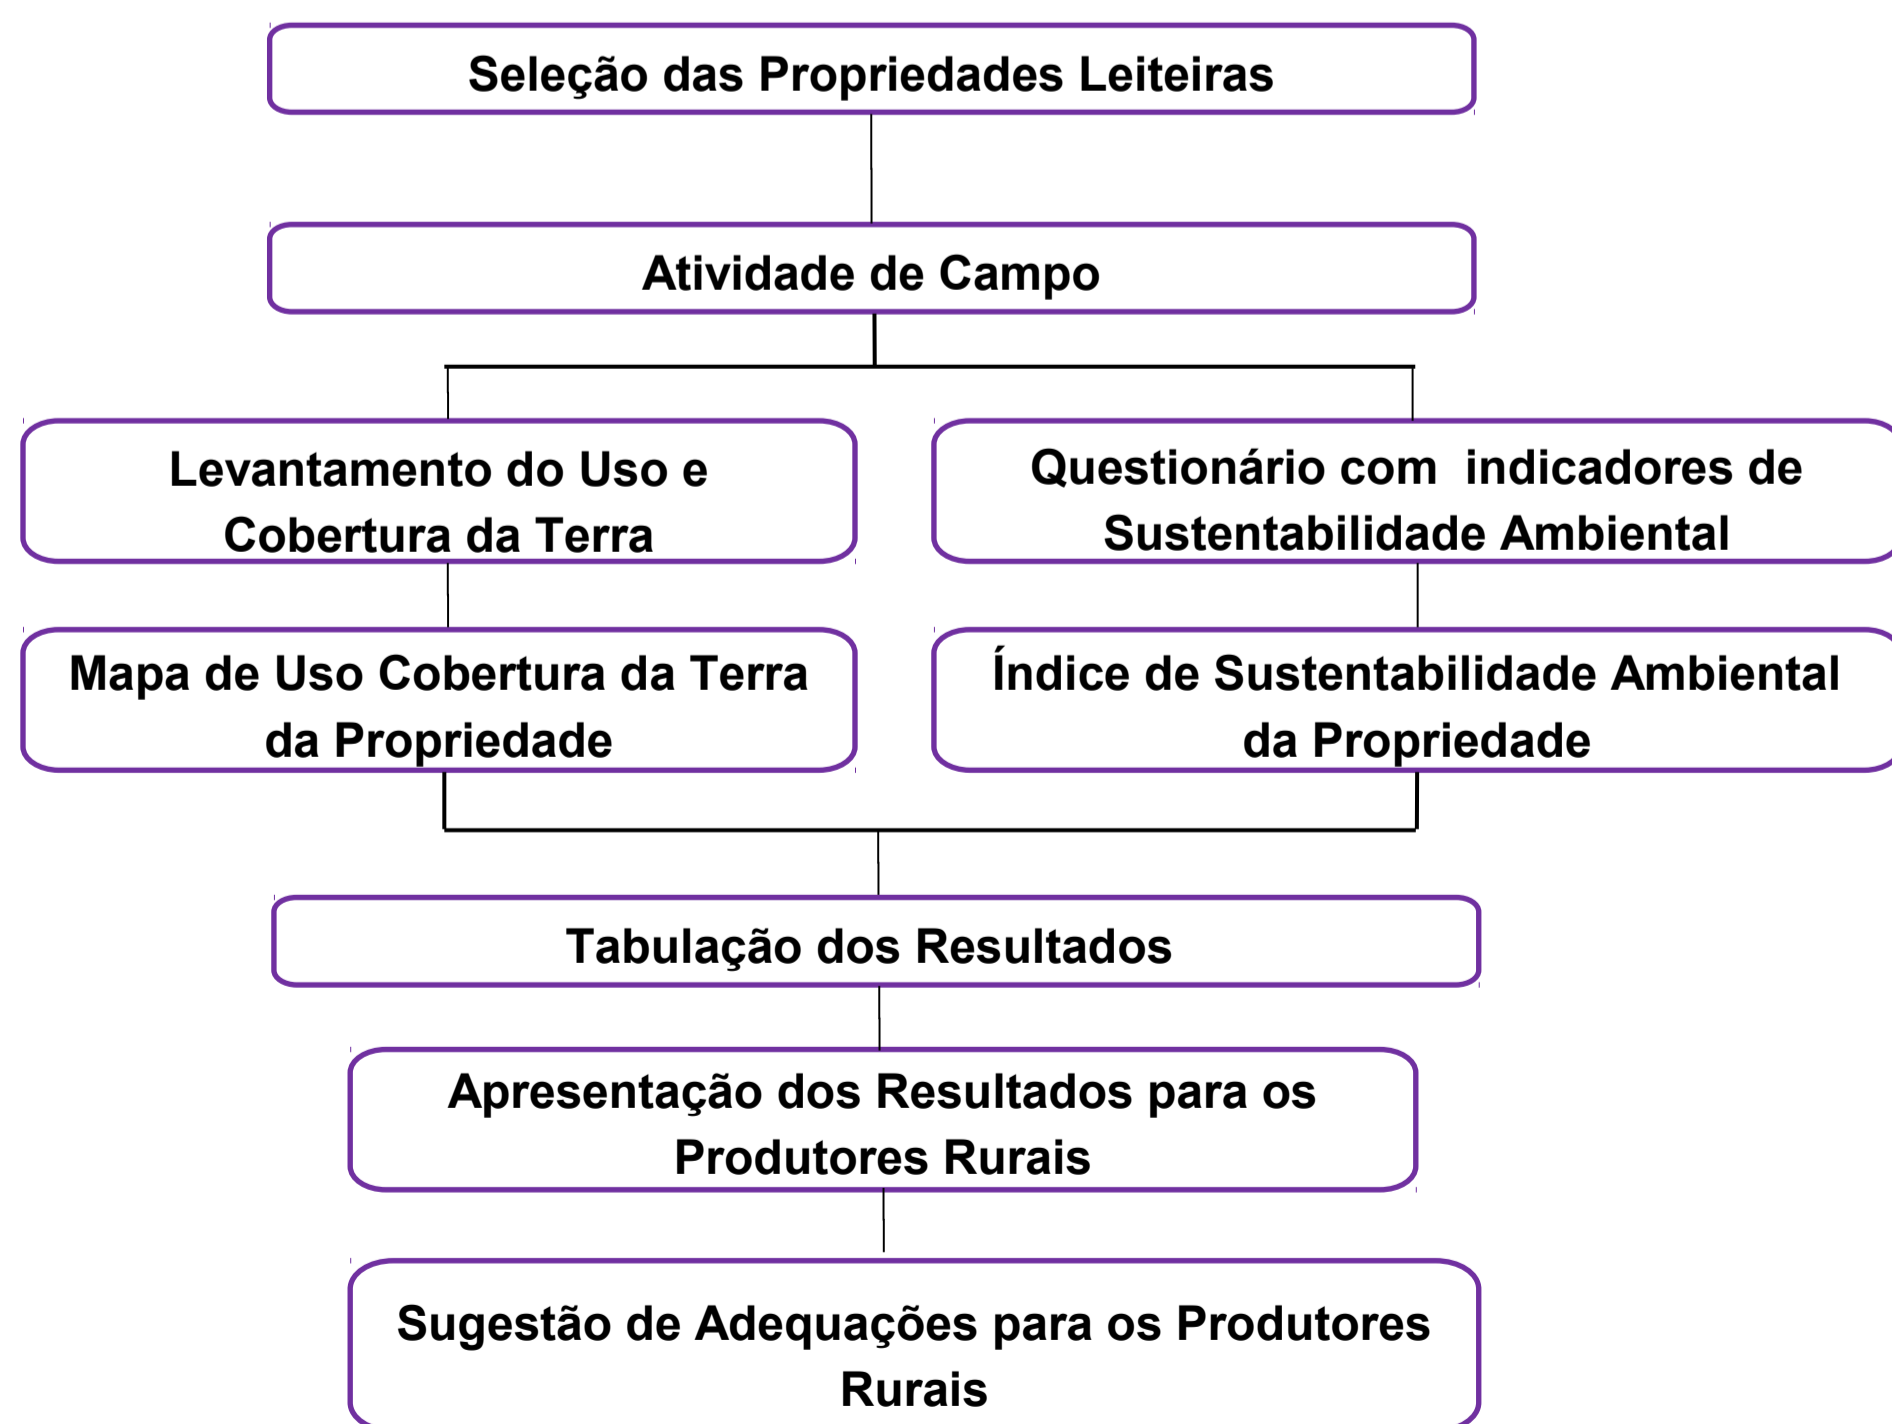 Seleção das Propriedades Leiteiras
Atividade de Campo
Levantamento do Uso e
Cobertura da Terra
Questionário com  indicadores de
Sustentabilidade Ambiental
Mapa de Uso Cobertura da Terra
da Propriedade
Índice de Sustentabilidade Ambiental
da Propriedade
Tabulação dos Resultados
Apresentação dos Resultados para os
Produtores Rurais
Sugestão de Adequações para os Produtores
Rurais